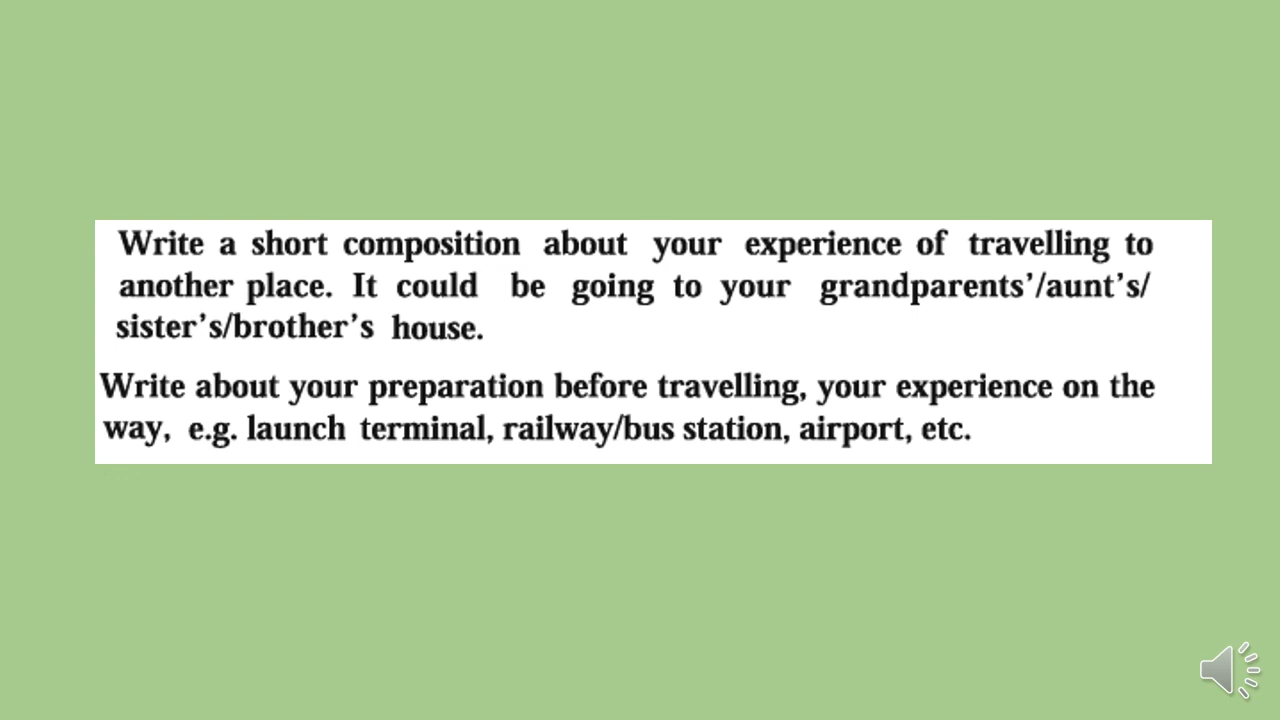 Write a short composition about your experience of travelling to
another place. It could be going to your grandparents’/aunt’s/
sister’s/brother’s house.
Write about your preparation before travelling, your experience on the
way, e.g. launch terminal, railway/bus station, airport, etc.